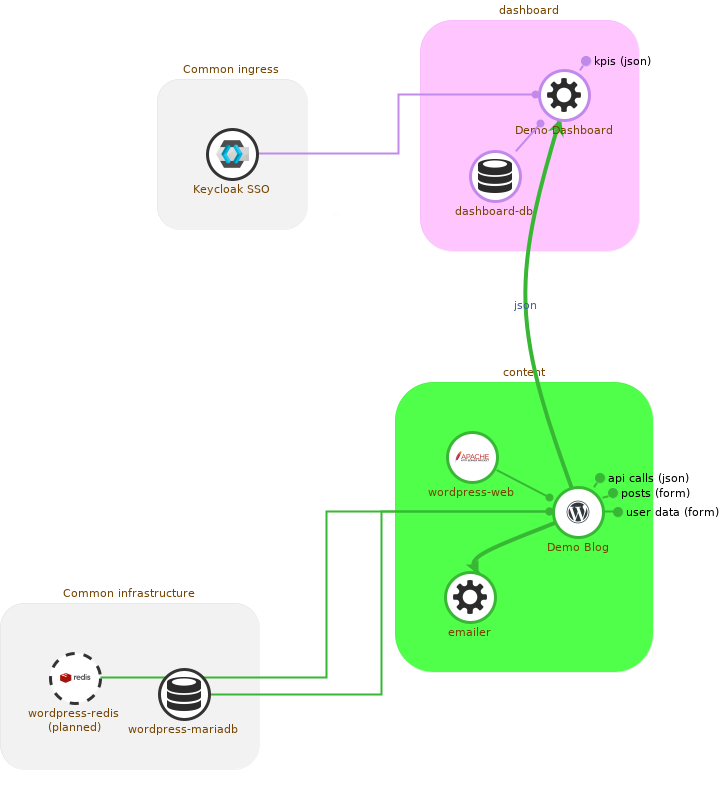 dashboard
kpis (json)
Common ingress
Demo Dashboard
Keycloak SSO
dashboard-db
json
content
APACHE
wordpress-web
api calls (json)
posts (form)
user data (form)
Demo Blog
Common infrastructure
emailer
redis
wordpress-redis
(planned)
wordpress-mariadb